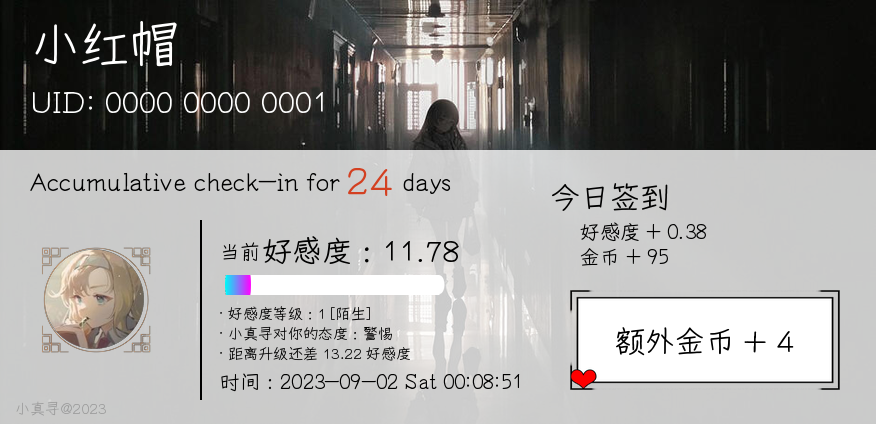 小红帽
UID: 0000 0000 0001
Accumulative check-in for 24 days
当前好感度：11.78
· 好感度等级：1 [陌生]
· 小真寻对你的态度：警惕
· 距离升级还差 13.22 好感度
时间：2023-09-02 Sat 00:08:51
今日签到
好感度 + 0.38
金币 + 95
额外金币 + 4
小真寻@2023